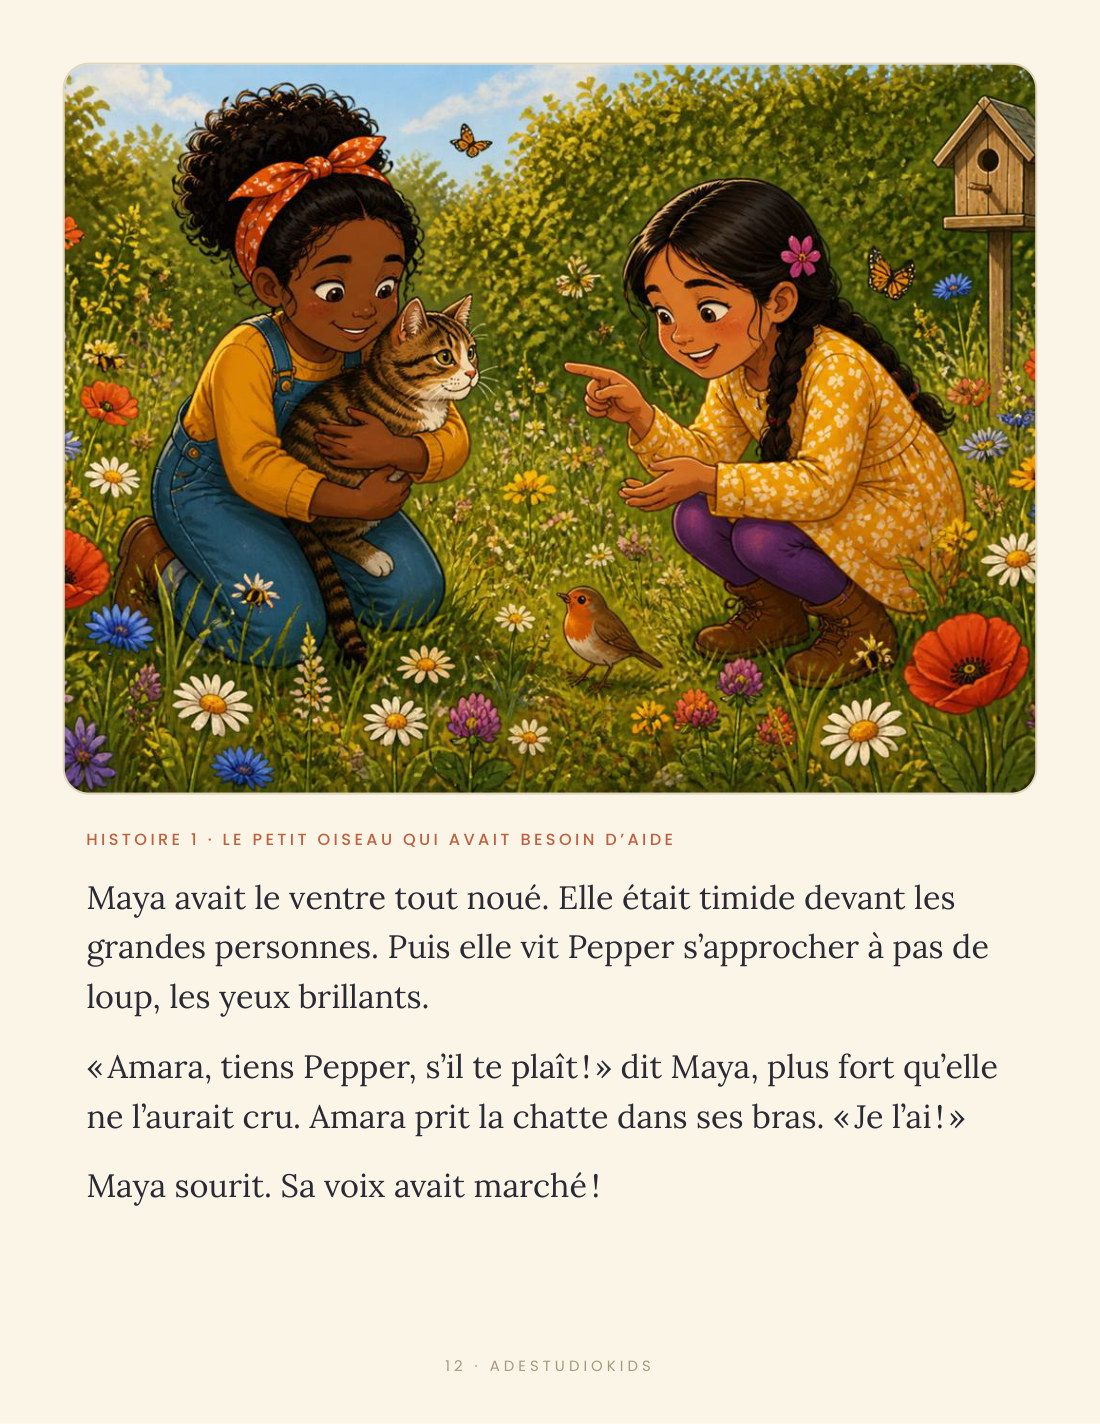 HISTOIRE 1 · LE PETIT OISEAU QUI AVAIT BESOIN D’AIDE
Maya avait le ventre tout noué. Elle était timide devant les
grandes personnes. Puis elle vit Pepper s’approcher à pas de
loup, les yeux brillants.
« Amara, tiens Pepper, s’il te plaît ! » dit Maya, plus fort qu’elle
ne l’aurait cru. Amara prit la chatte dans ses bras. « Je l’ai ! »
Maya sourit. Sa voix avait marché !
12 · ADESTUDIOKIDS